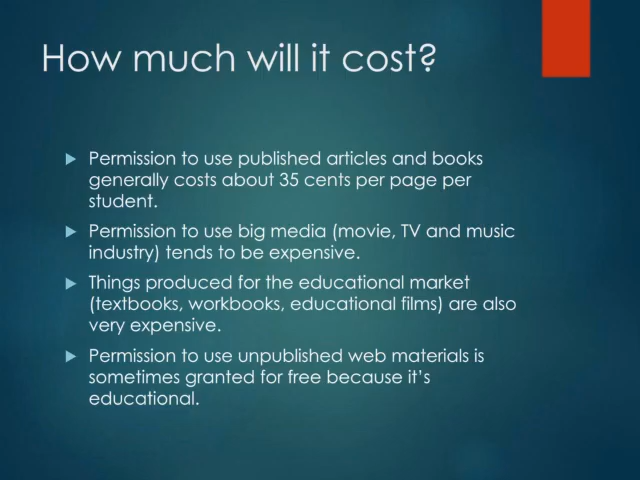 How much will it cost?
Permission to use published articles and books
generally costs about 35 cents per page per
student.
Permission to use big media (movie, TV and music
industry) tends to be expensive.
Things produced for the educational market
(textbooks, workbooks, educational films) are also
very expensive.
Permission to use unpublished web materials is
sometimes granted for free because it’s
educational.